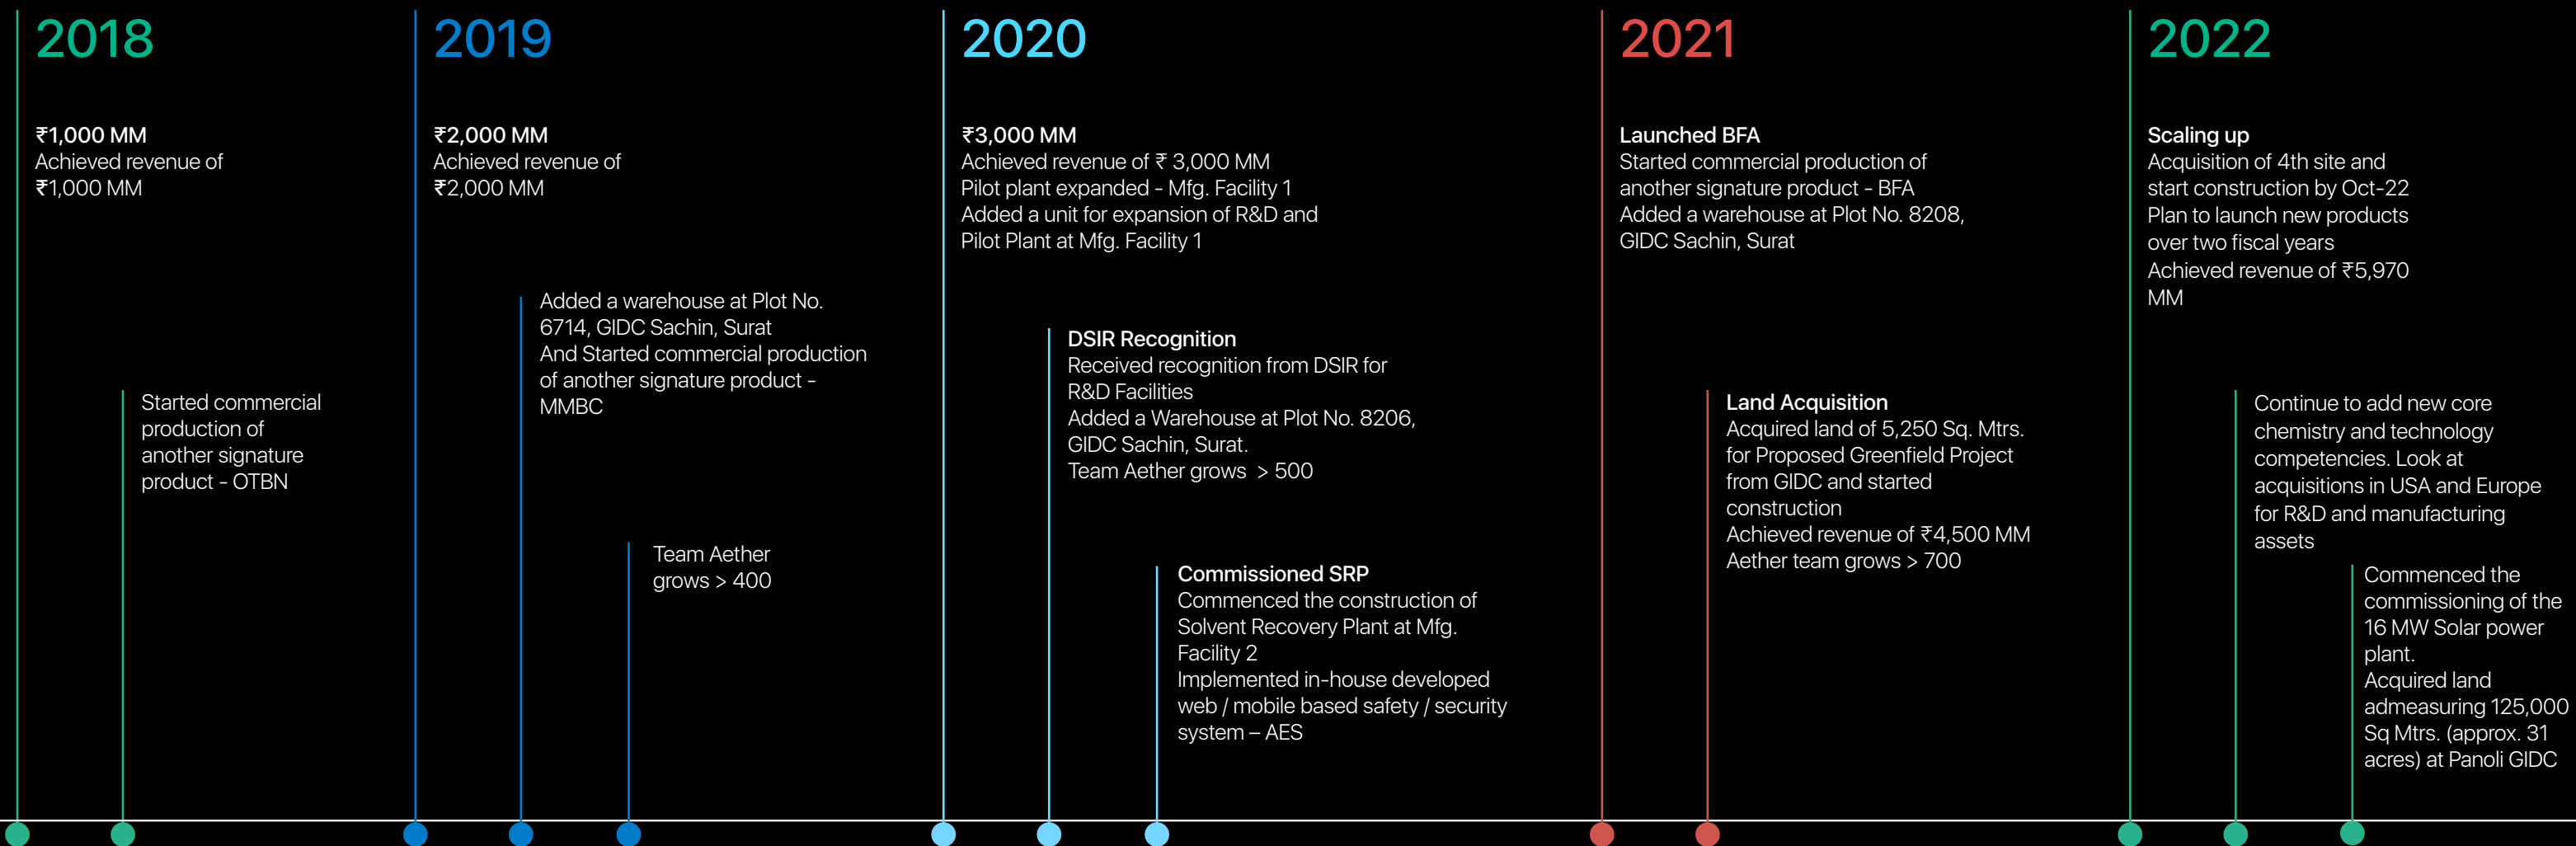 2018
₹1,000 MM
Achieved revenue of
₹1,000 MM
Started commercial
production of
another signature
product - OTBN
2019
₹2,000 MM
Achieved revenue of
₹2,000 MM
Added a warehouse at Plot No.
6714, GIDC Sachin, Surat
And Started commercial production
of another signature product -
MMBC
Team Aether
grows > 400
2020
₹3,000 MM
Achieved revenue of ₹ 3,000 MM
Pilot plant expanded - Mfg. Facility 1
Added a unit for expansion of R&D and
Pilot Plant at Mfg. Facility 1
DSIR Recognition
Received recognition from DSIR for
R&D Facilities
Added a Warehouse at Plot No. 8206,
GIDC Sachin, Surat.
Team Aether grows > 500
Commissioned SRP
Commenced the construction of
Solvent Recovery Plant at Mfg.
Facility 2
Implemented in-house developed
web / mobile based safety / security
system – AES
2021
Launched BFA
Started commercial production of
another signature product - BFA
Added a warehouse at Plot No. 8208,
GIDC Sachin, Surat
Land Acquisition
Acquired land of 5,250 Sq. Mtrs.
for Proposed Greenfield Project
from GIDC and started
construction
Achieved revenue of ₹4,500 MM
Aether team grows > 700
2022
Scaling up
Acquisition of 4th site and
start construction by Oct-22
Plan to launch new products
over two fiscal years
Achieved revenue of ₹5,970
MM
Continue to add new core
chemistry and technology
competencies. Look at
acquisitions in USA and Europe
for R&D and manufacturing
assets
Commenced the
commissioning of the
16 MW Solar power
plant.
Acquired land
admeasuring 125,000
Sq Mtrs. (approx. 31
acres) at Panoli GIDC